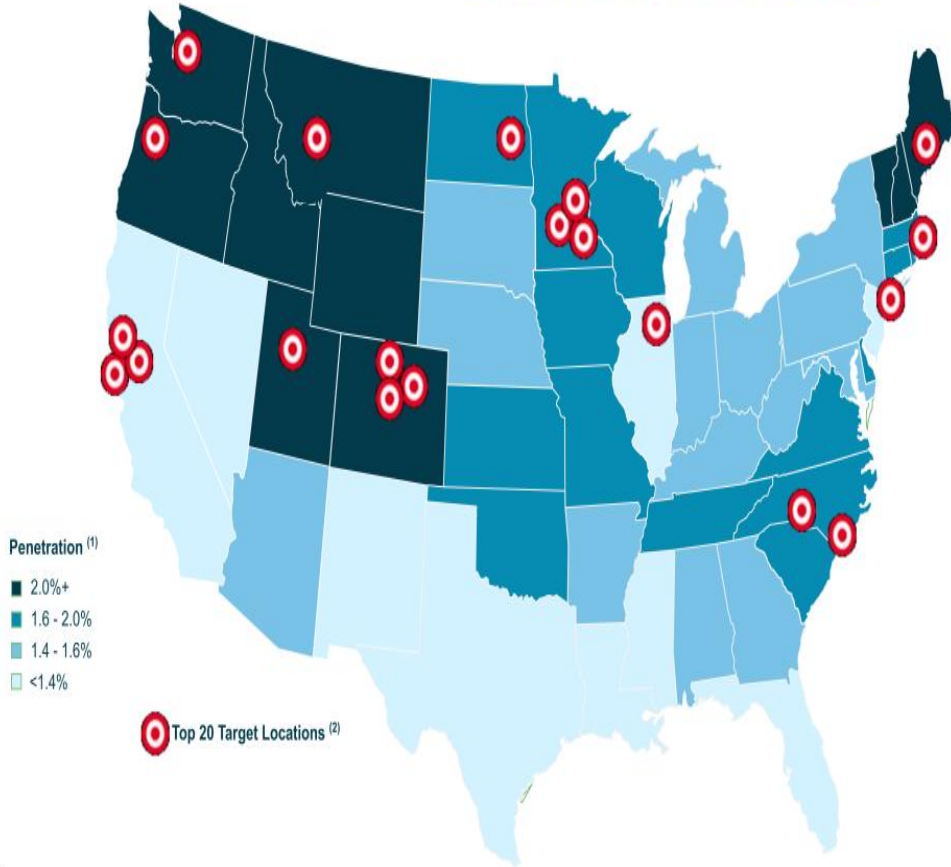 Penetration (1)
2.0%+
1.6 - 2.0%
1.4 - 1.6%
<1.4%
Top 20 Target Locations (2)